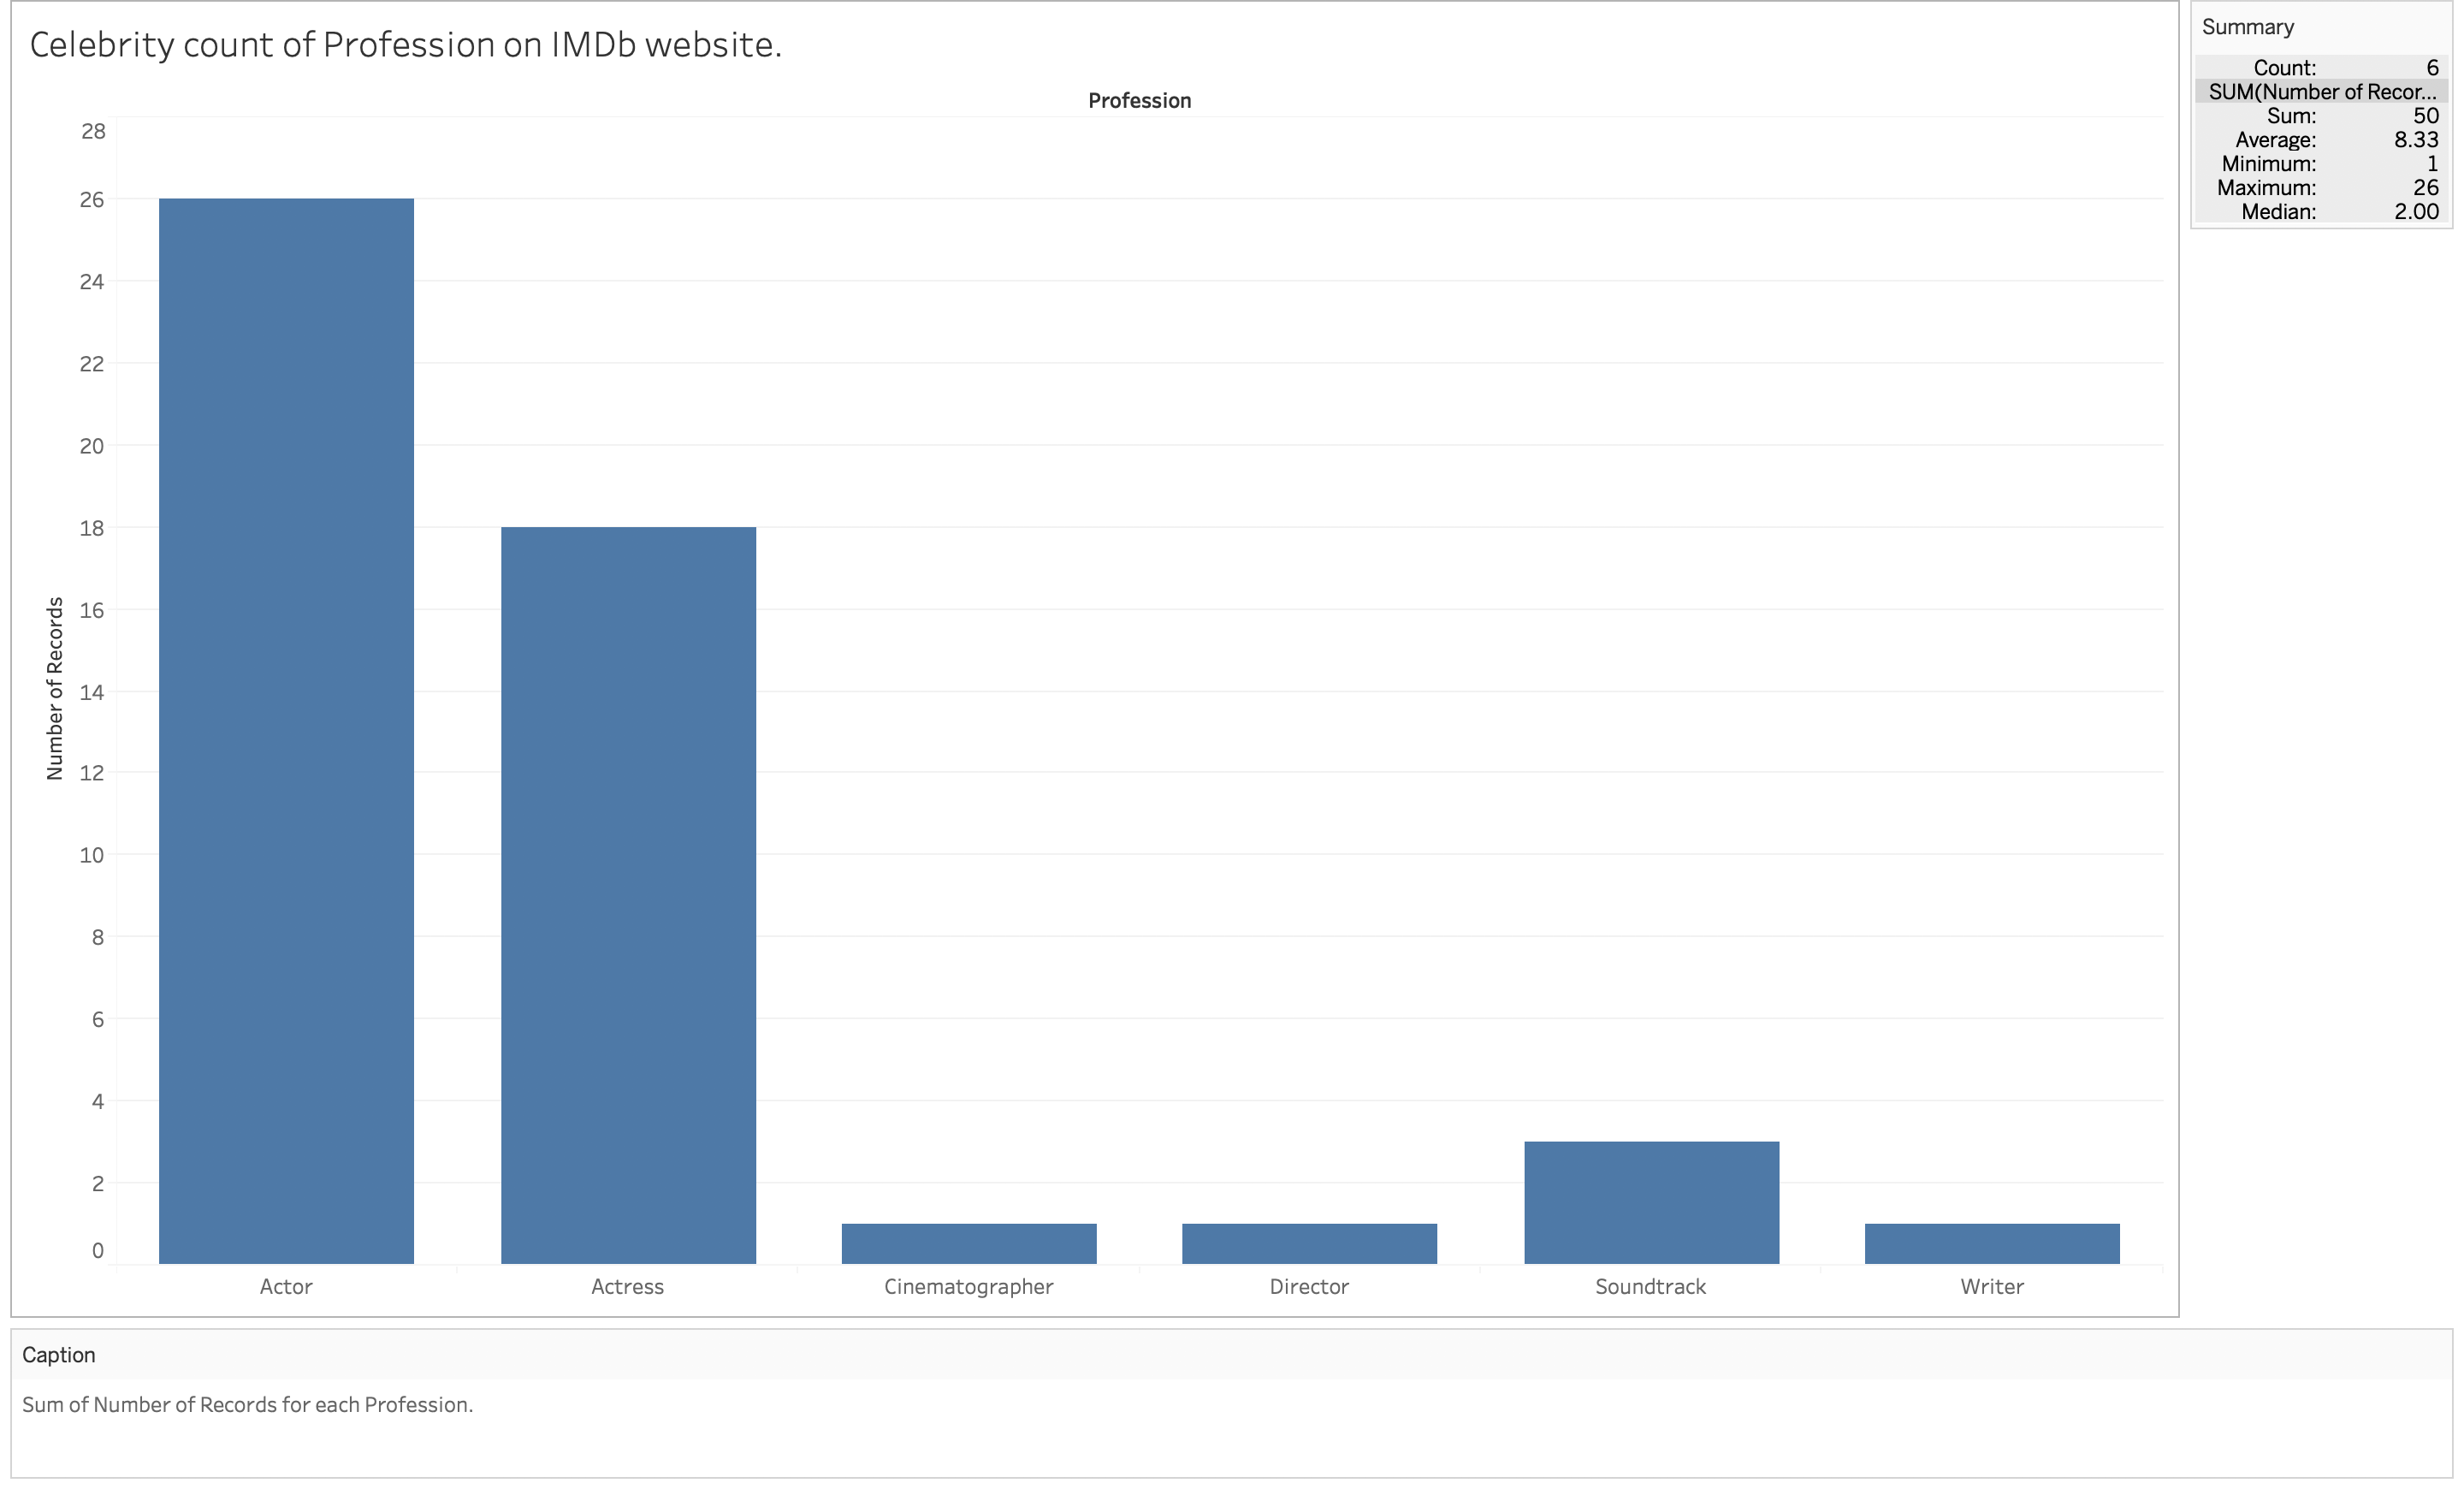 Celebrity count of Profession on IMDb website.
Profession
28
26
24
22
20
18
16
14
12
10
8
6
4
2
0
Number of Records
Actor Actress Cinematographer Director Soundtrack Writer
Summary
Count: 6
SUM(Number of Recor...
Sum: 50
Average: 8.33
Minimum: 1
Maximum: 26
Median: 2.00
Caption
Sum of Number of Records for each Profession.